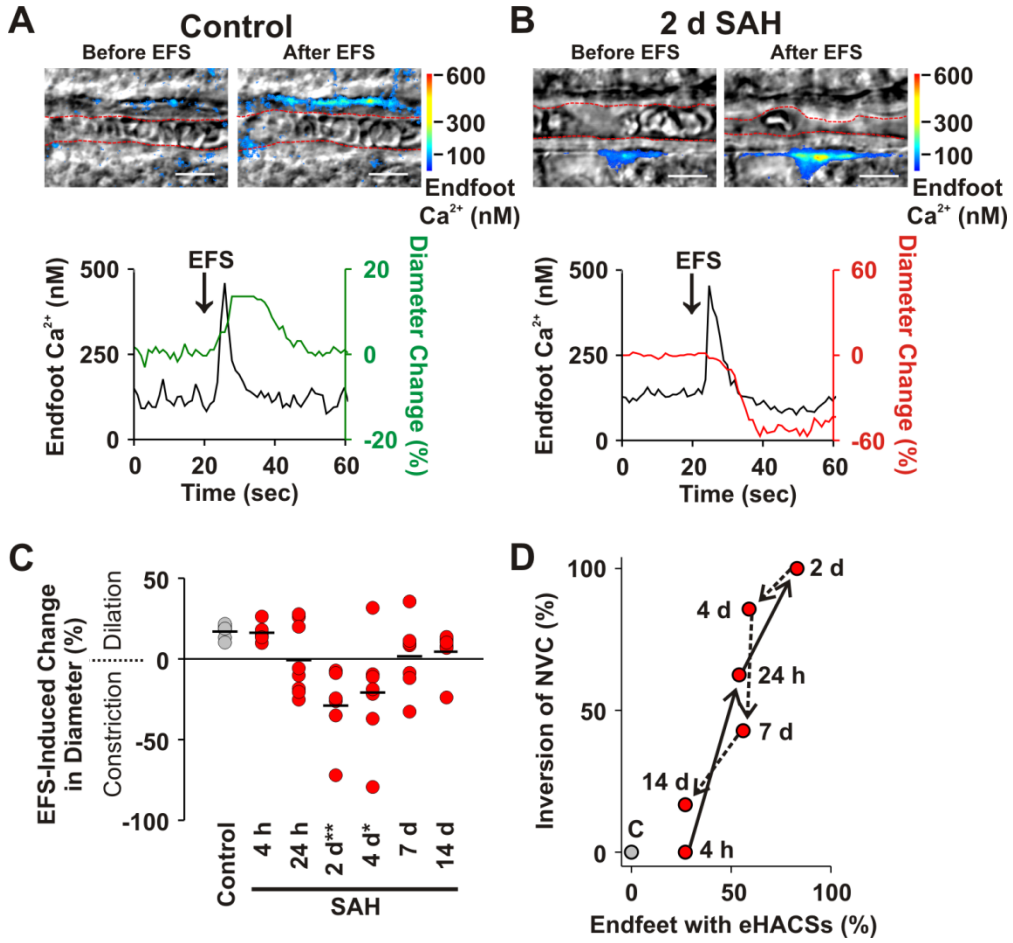 A
Control
Before EFS
After EFS
600
300
100
Endfoot
Ca²⁺ (nM)
B
2 d SAH
Before EFS
After EFS
600
300
100
Endfoot
Ca²⁺ (nM)
Endfoot Ca²⁺ (nM)
500
250
0
EFS
20
0
-20
Diameter Change (%)
0 20 40 60
Time (sec)
Endfoot Ca²⁺ (nM)
500
250
0
EFS
60
0
-60
Diameter Change (%)
0 20 40 60
Time (sec)
C
EFS-Induced Change
in Diameter (%)
Constriction
Dilation
50
0
-50
-100
Control
4 h
24 h
2 d**
4 d*
7 d
14 d
SAH
D
Inversion of NVC (%)
100
50
0
2 d
4 d
24 h
7 d
14 d
C
4 h
0 50 100
Endfeet with eHACSs (%)